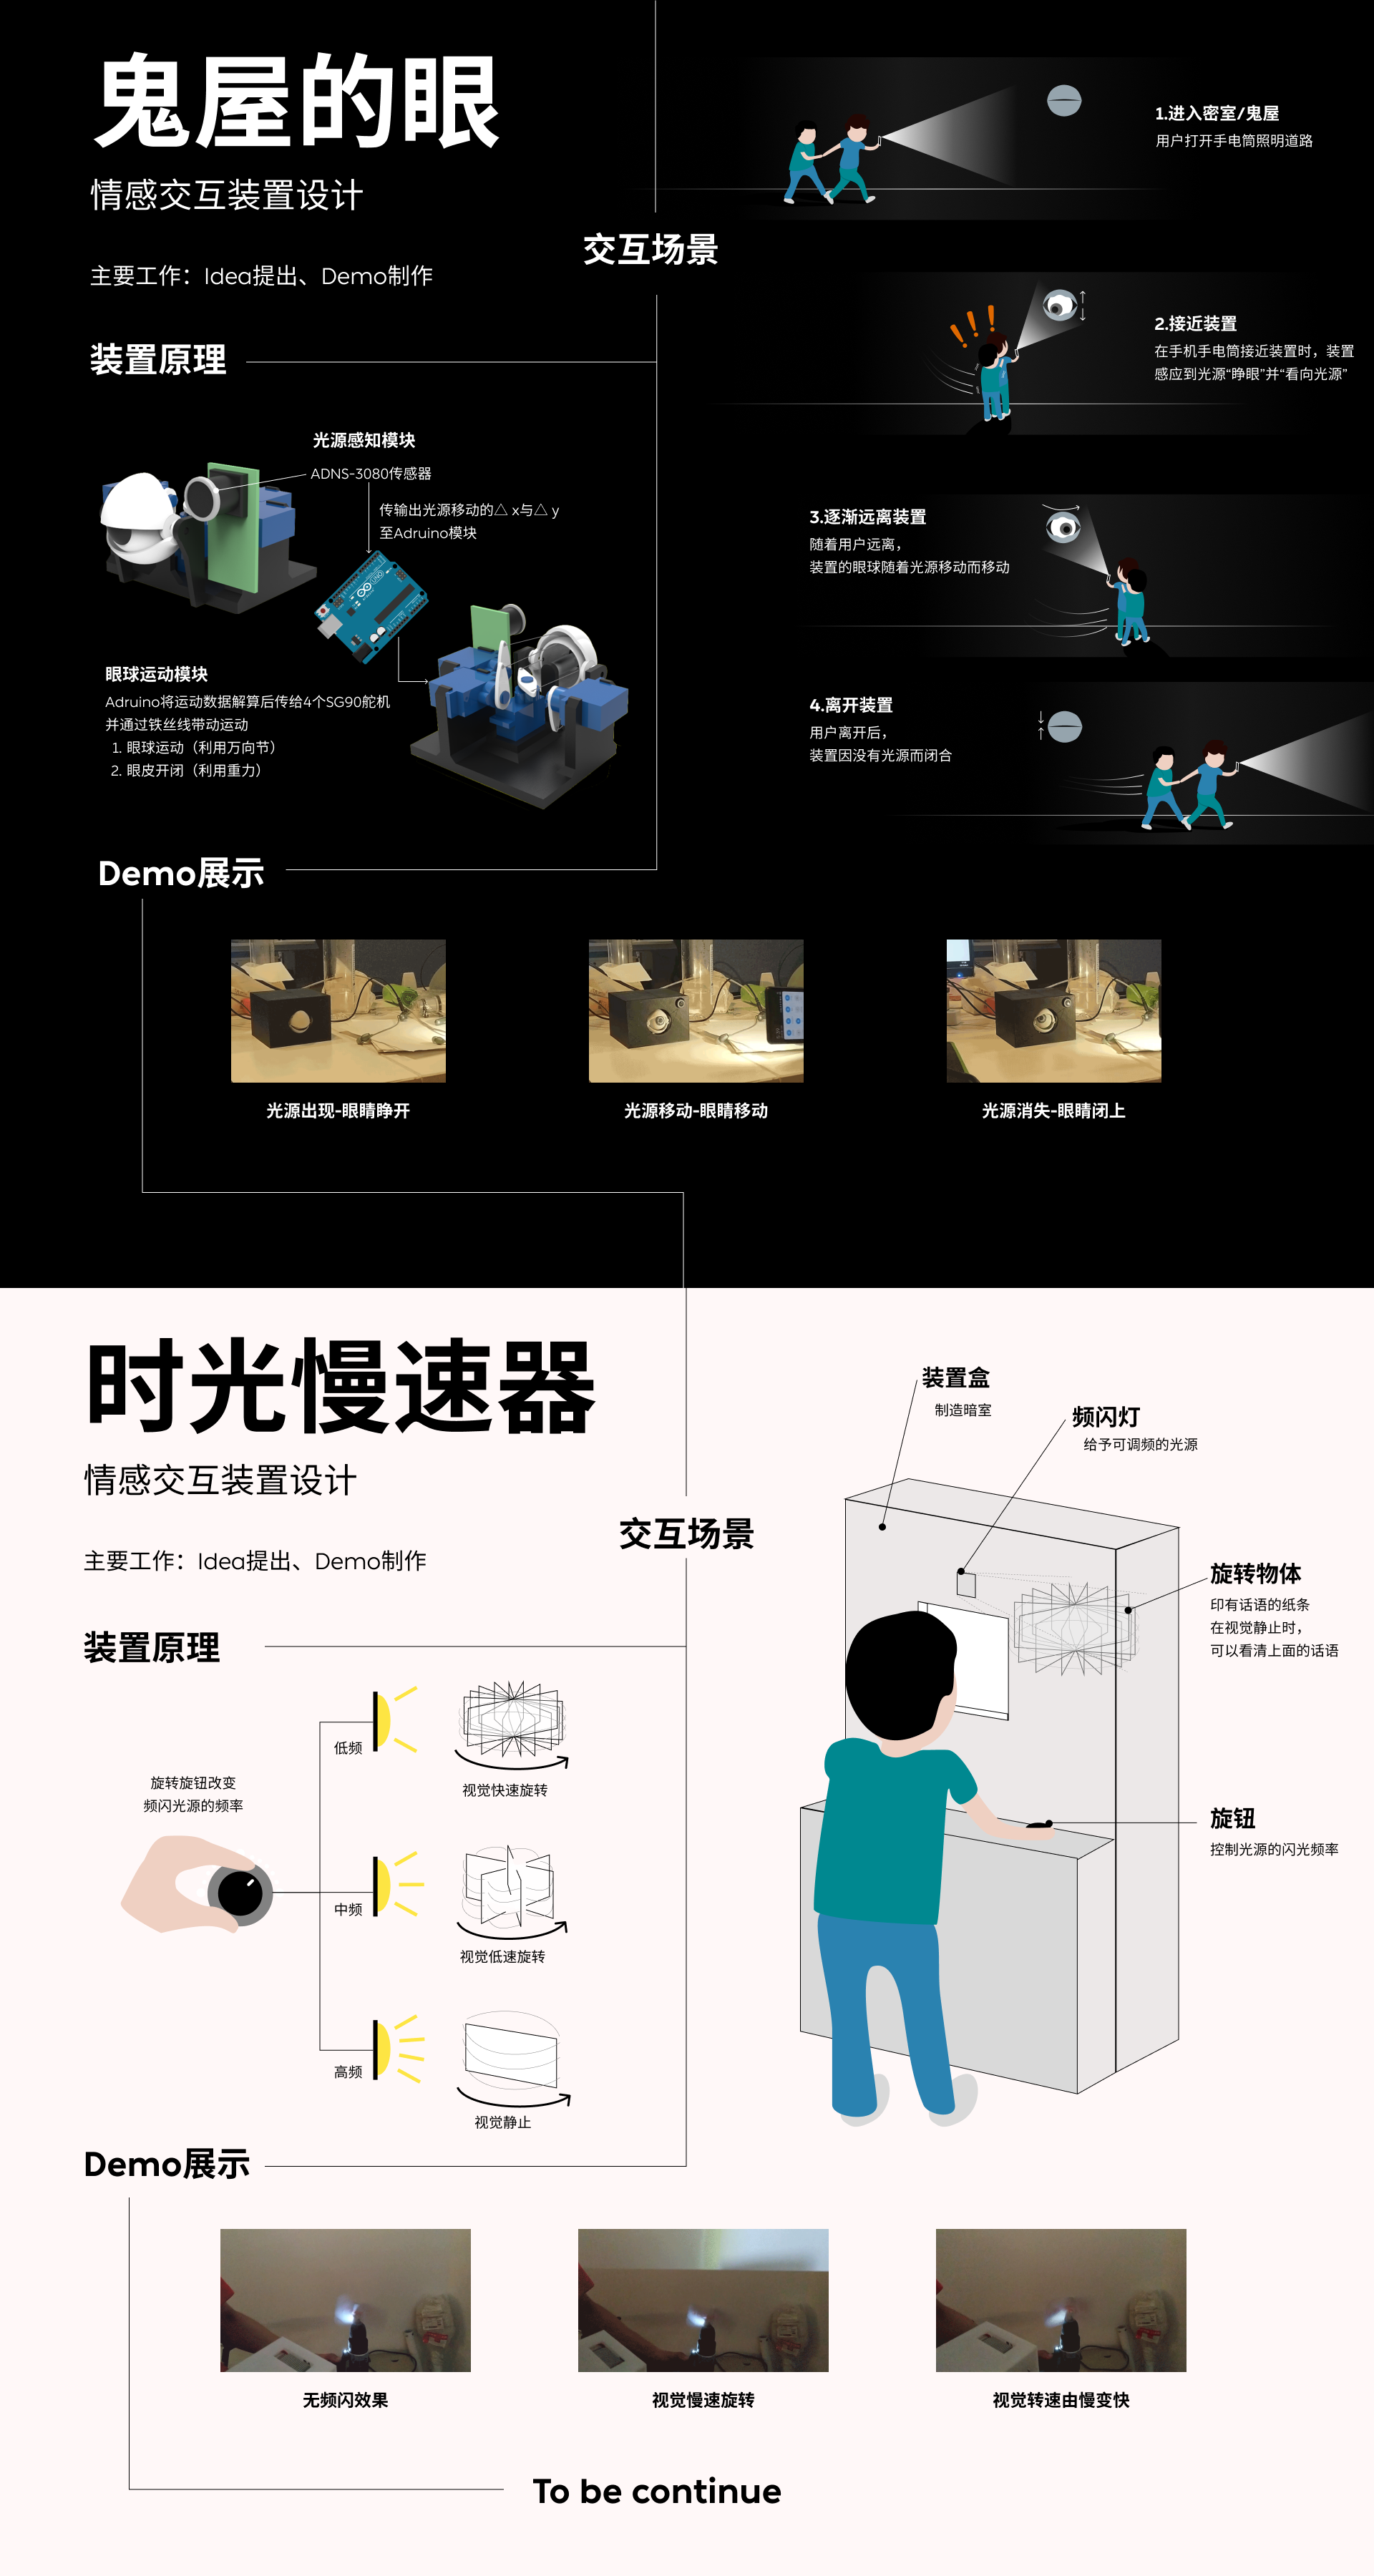 鬼屋的眼
情感交互装置设计
主要工作：Idea提出、Demo制作
装置原理
光源感知模块
ADNS-3080传感器
传输出光源移动的△ x与△ y
至Adruino模块
眼球运动模块
Adruino将运动数据解算后传给4个SG90舵机
并通过铁丝线带动运动
1. 眼球运动（利用万向节）
2. 眼皮开闭（利用重力）
交互场景
1.进入密室/鬼屋
用户打开手电筒照明道路
2.接近装置
在手机手电筒接近装置时，装置
感应到光源“睁眼”并“看向光源”
3.逐渐远离装置
随着用户远离，
装置的眼球随着光源移动而移动
4.离开装置
用户离开后，
装置因没有光源而闭合
Demo展示
光源出现-眼睛睁开
光源移动-眼睛移动
光源消失-眼睛闭上
时光慢速器
情感交互装置设计
主要工作：Idea提出、Demo制作
装置原理
旋转旋钮改变
频闪光源的频率
低频
视觉快速旋转
中频
视觉低速旋转
高频
视觉静止
交互场景
装置盒
制造暗室
频闪灯
给予可调频的光源
旋转物体
印有话语的纸条
在视觉静止时，
可以看清上面的话语
旋钮
控制光源的闪光频率
Demo展示
无频闪效果
视觉慢速旋转
视觉转速由慢变快
To be continue